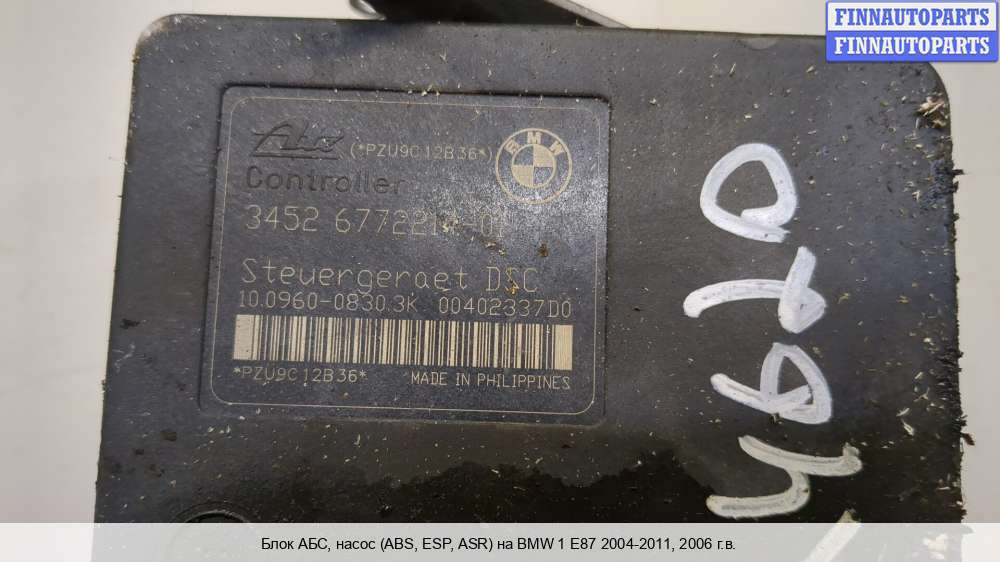 FINNAUTOPARTS
FINNAUTOPARTS
Ate (*PZU9C12B36*) BMW
Controller
3452
Steuergeraet DSC
10.0960-0830.3K 00402337D0
*PZU9C12B36* MADE IN PHILIPPINES
Блок АБС, насос (ABS, ESP, ASR) на BMW 1 E87 2004-2011, 2006 г.в.